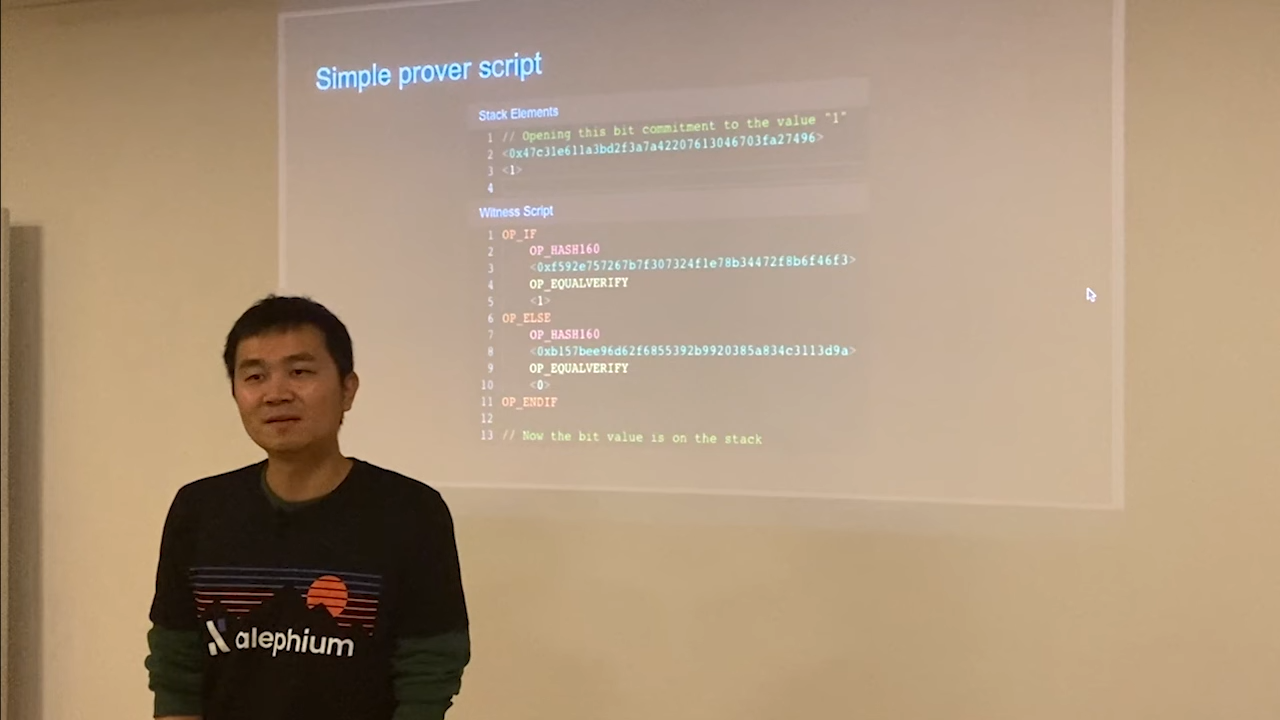 Simple prover script
Stack Elements
1 // Opening this bit commitment to the value "1"
2 <0x47c31e611a3bd2f3a7a42207613046703fa27496>
3 <1>
4
Witness Script
1 OP_IF
2 OP_HASH160
3 <0xf592e757267b7f307324f1e78b34472f8b6f46f3>
4 OP_EQUALVERIFY
5 <1>
6 OP_ELSE
7 OP_HASH160
8 <0xb157bee96d62f6855392b9920385a834c3113d9a>
9 OP_EQUALVERIFY
10 <0>
11 OP_ENDIF
12
13 // Now the bit value is on the stack
alephium